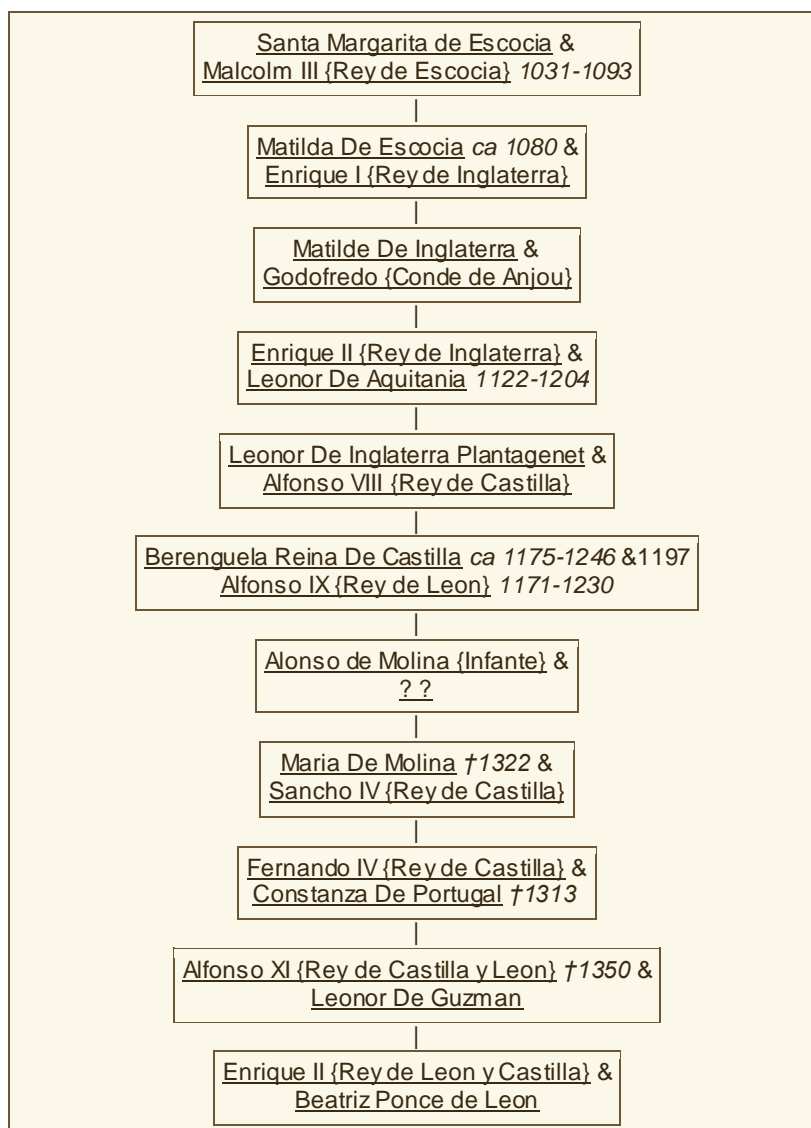 Santa Margarita de Escocia &
Malcolm III {Rey de Escocia} 1031-1093
Matilda De Escocia ca 1080 &
Enrique I {Rey de Inglaterra}
Matilde De Inglaterra &
Godofredo {Conde de Anjou}
Enrique II {Rey de Inglaterra} &
Leonor De Aquitania 1122-1204
Leonor De Inglaterra Plantagenet &
Alfonso VIII {Rey de Castilla}
Berenguela Reina De Castilla ca 1175-1246 &1197
Alfonso IX {Rey de Leon} 1171-1230
Alonso de Molina {Infante} &
? ?
Maria De Molina †1322 &
Sancho IV {Rey de Castilla}
Fernando IV {Rey de Castilla} &
Constanza De Portugal †1313
Alfonso XI {Rey de Castilla y Leon} †1350 &
Leonor De Guzman
Enrique II {Rey de Leon y Castilla} &
Beatriz Ponce de Leon